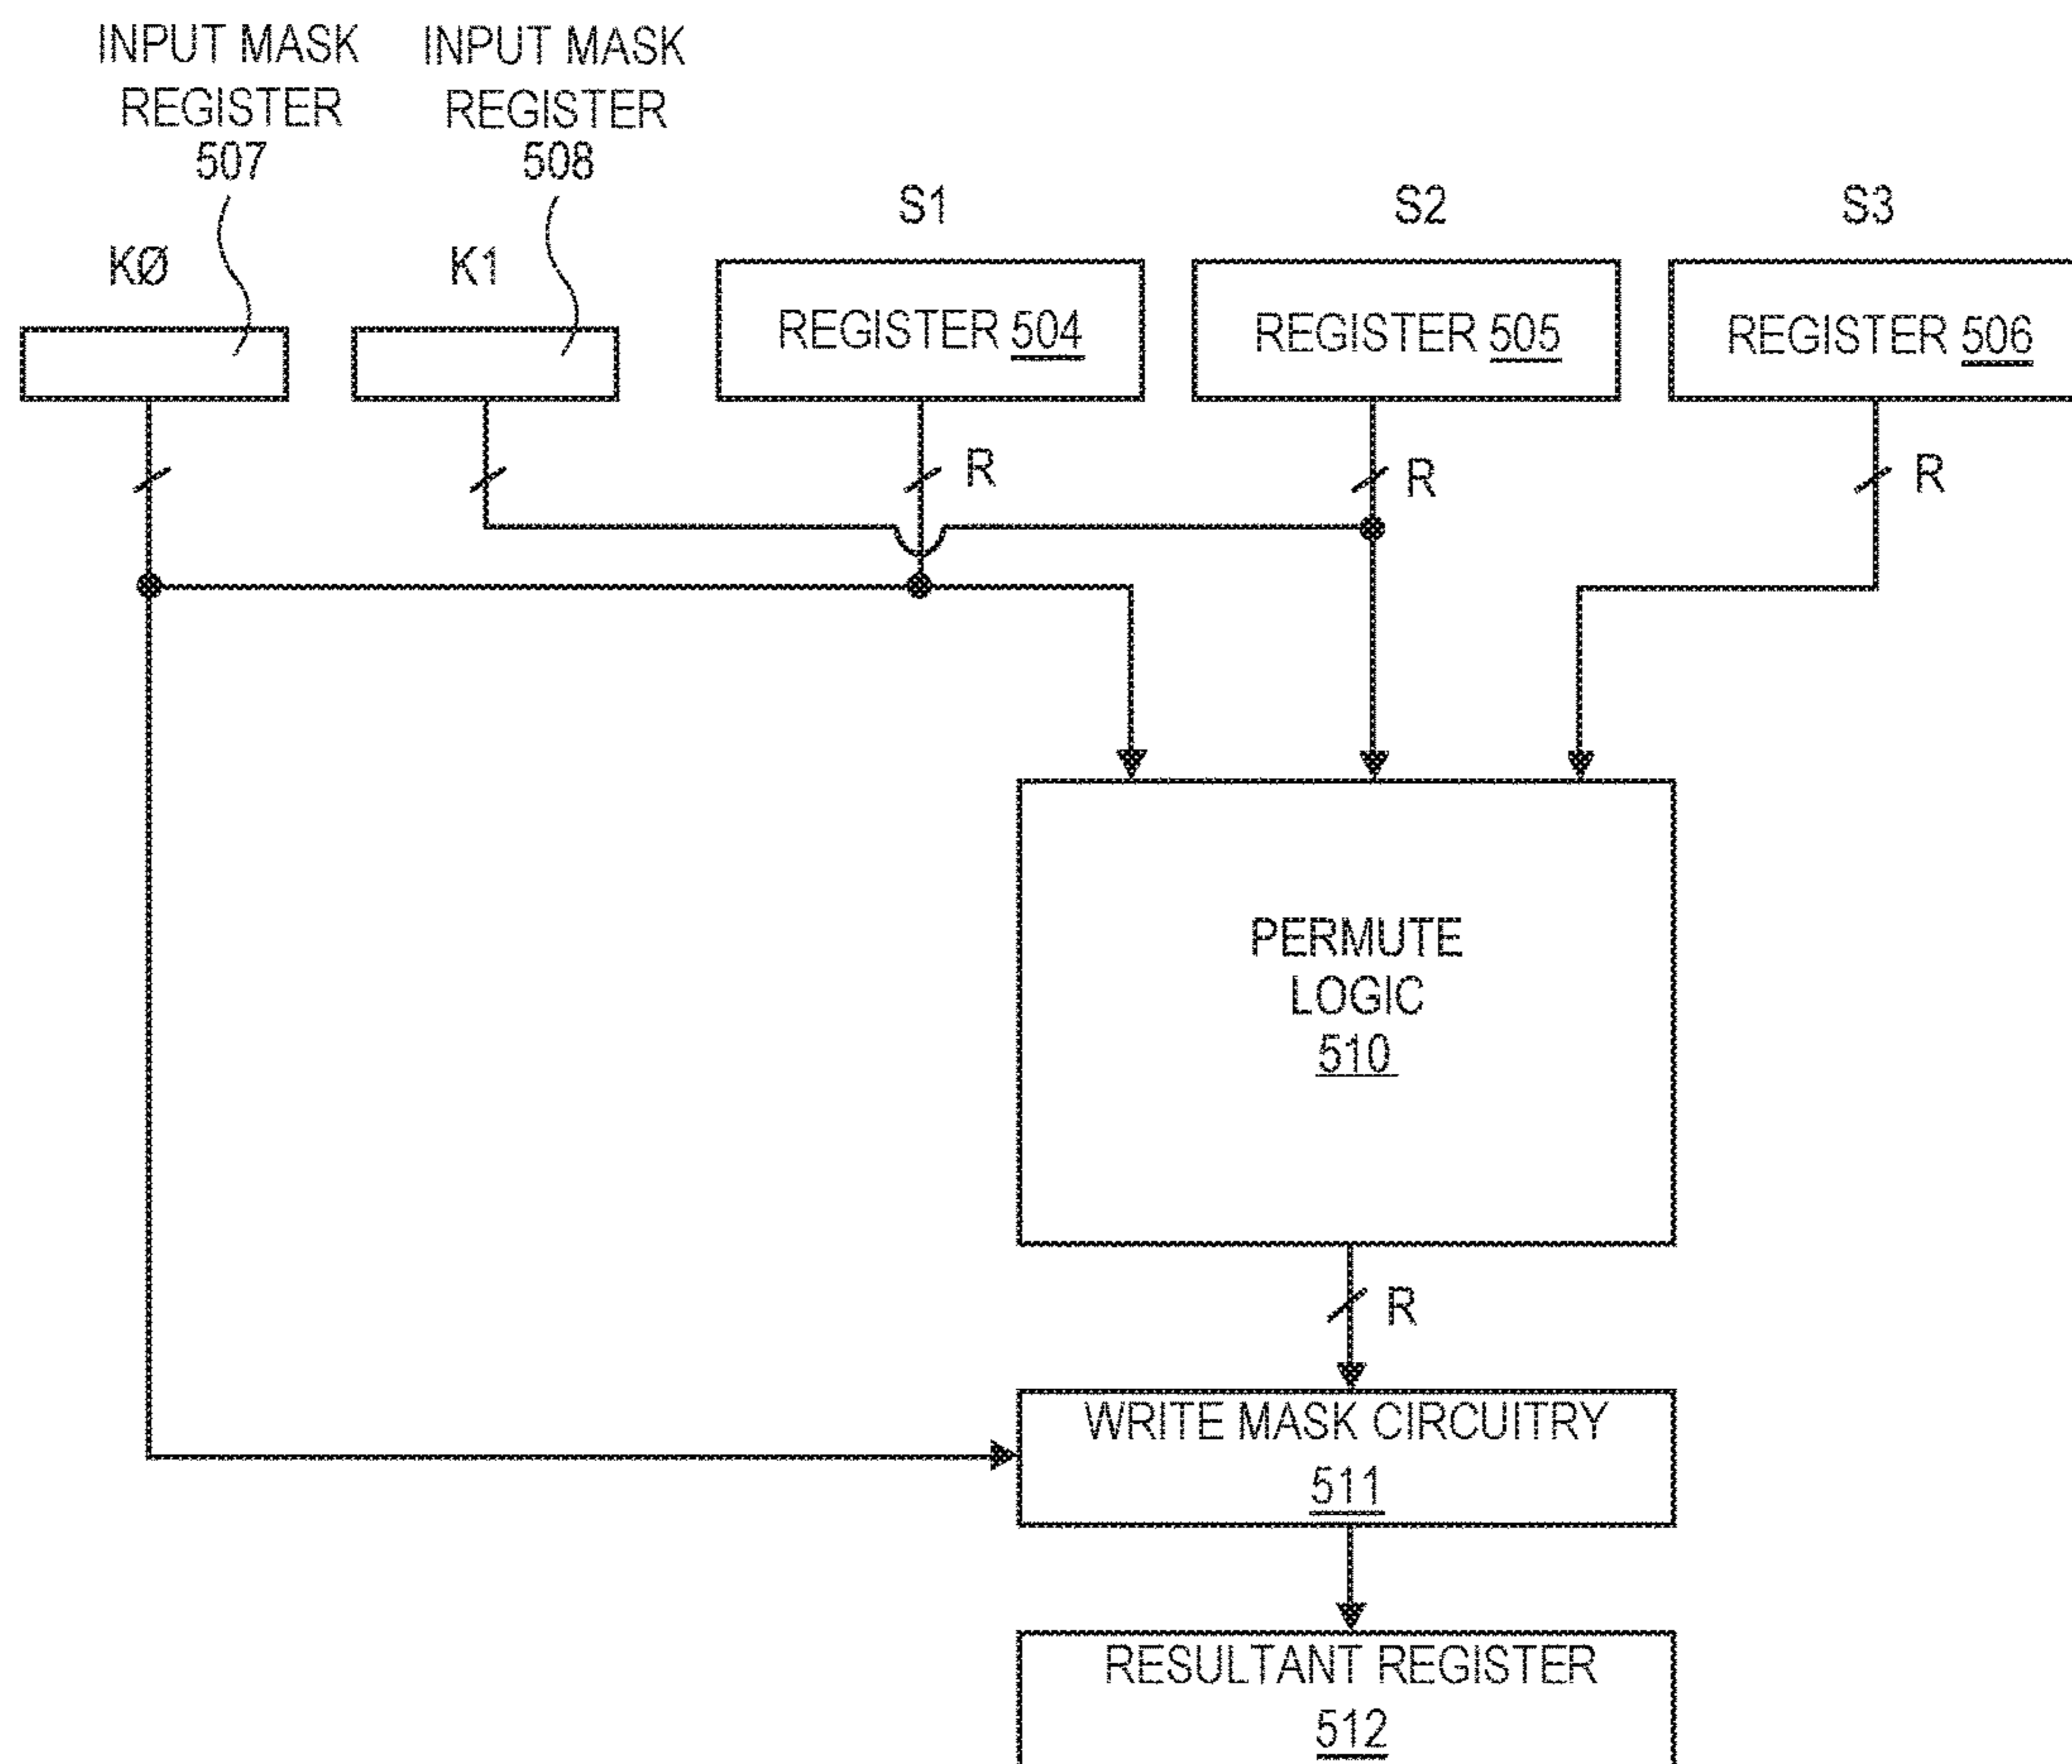 INPUT MASK
REGISTER
507
INPUT MASK
REGISTER
508
KØ
K1
S1
S2
S3
REGISTER 504
REGISTER 505
REGISTER 506
R
R
R
PERMUTE
LOGIC
510
R
WRITE MASK CIRCUITRY
511
RESULTANT REGISTER
512